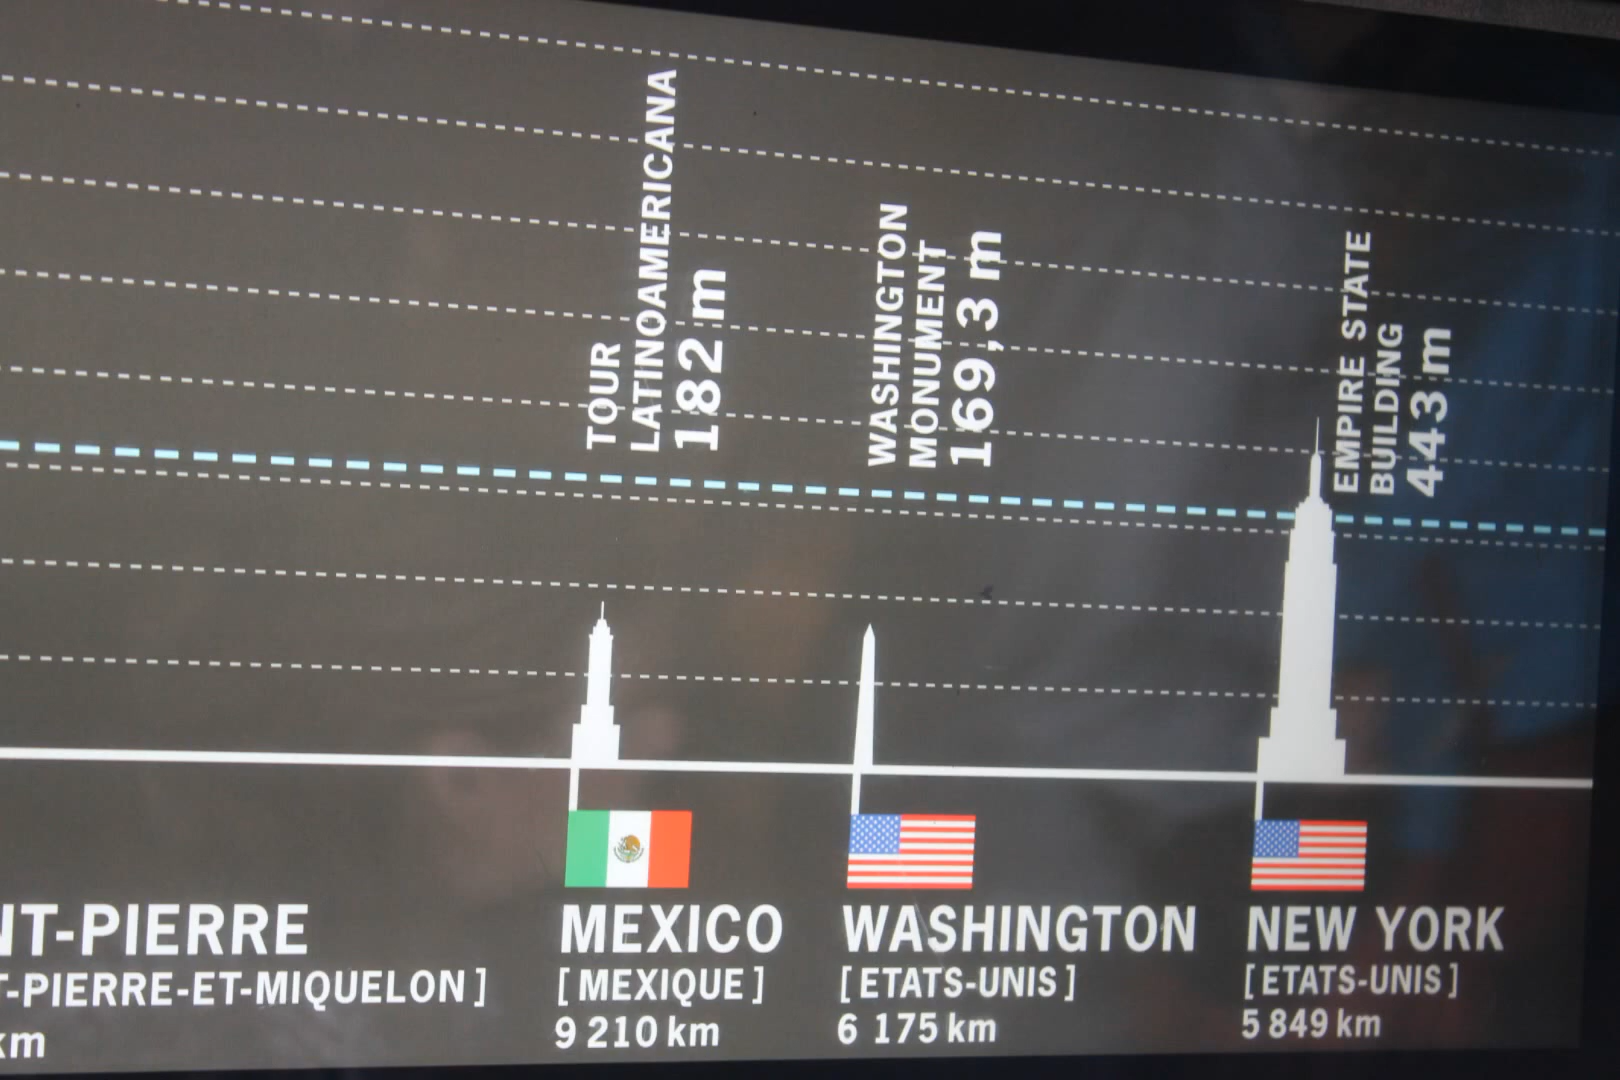 TOUR
LATINOAMERICANA
182 m
WASHINGTON
MONUMENT
169,3 m
EMPIRE STATE
BUILDING
443 m
NT-PIERRE
T-PIERRE-ET-MIQUELON]
km
MEXICO
[MEXIQUE]
9 210 km
WASHINGTON
[ETATS-UNIS]
6 175 km
NEW YORK
[ETATS-UNIS]
5 849 km